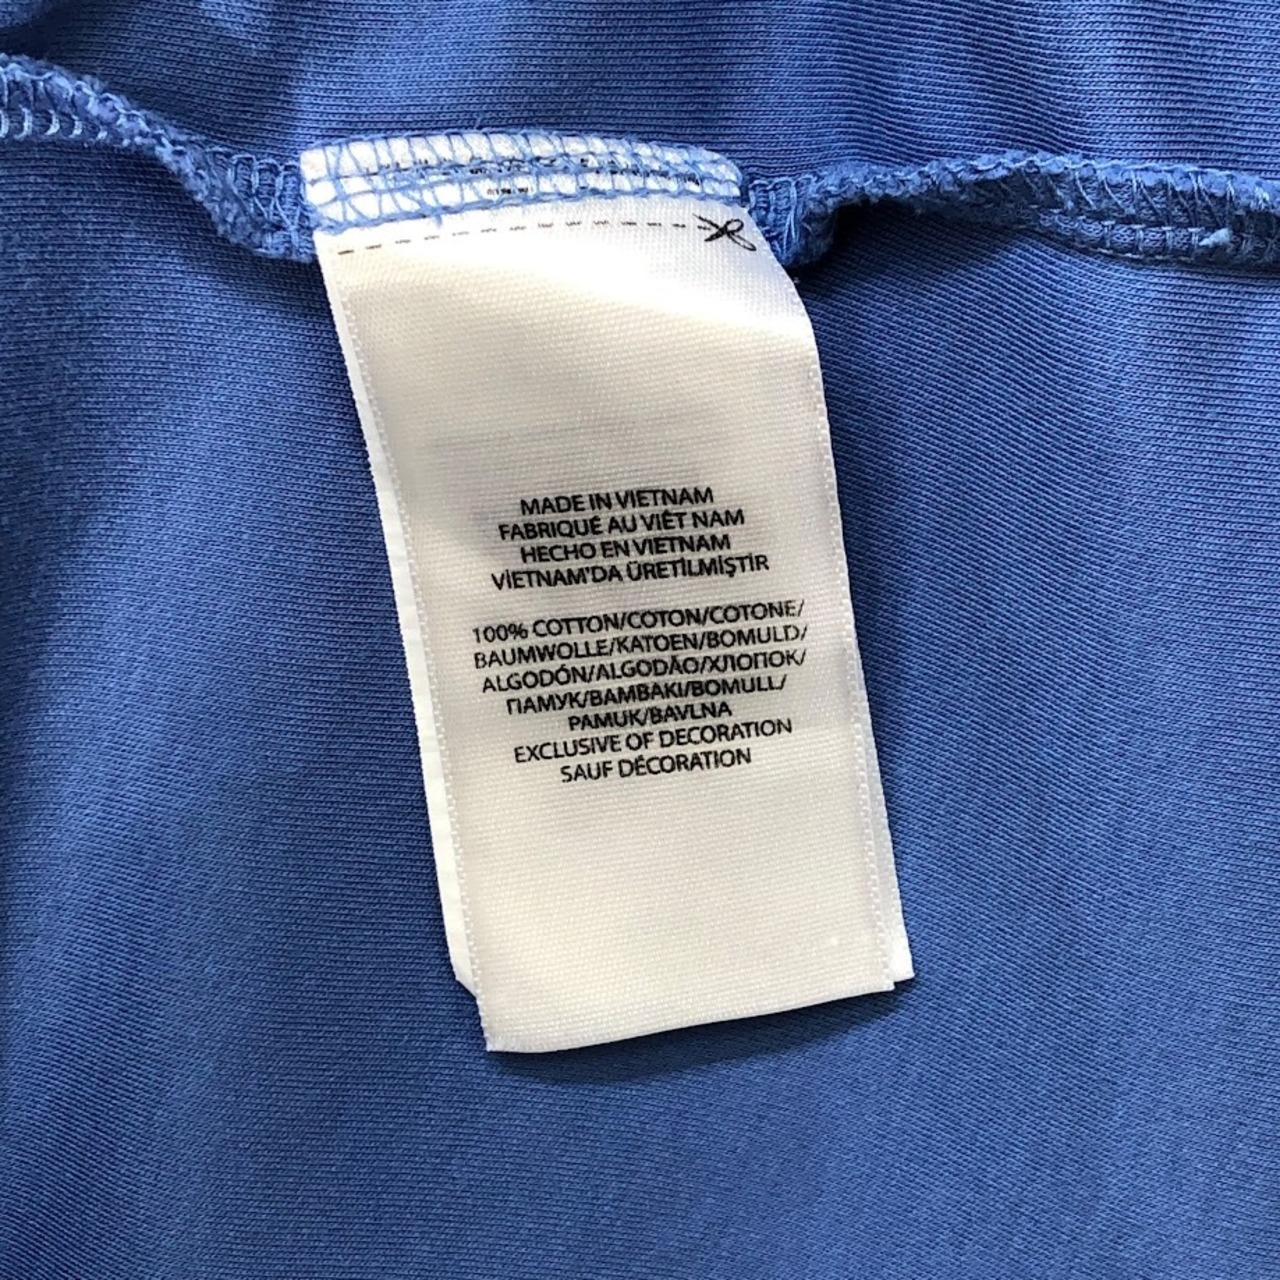 MADE IN VIETNAM
FABRIQUÉ AU VIÊT NAM
HECHO EN VIETNAM
VİETNAM'DA ÜRETİLMİŞTİR
100% COTTON/COTON/COTONE/
BAUMWOLLE/KATOEN/BOMULD/
ALGODÓN/ALGODÃO/ХЛОПОК/
ПАМУК/BAMBAKI/BOMULL/
PAMUK/BAVLNA
EXCLUSIVE OF DECORATION
SAUF DÉCORATION